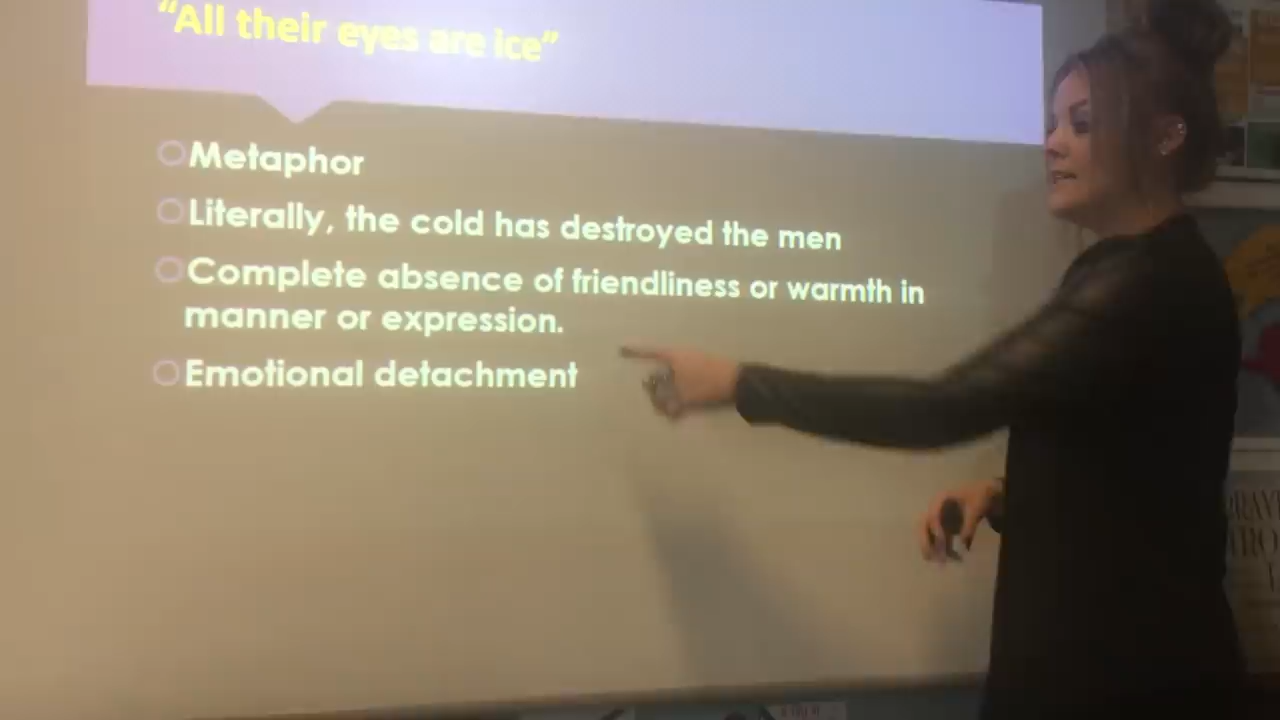 “All their eyes are ice”
Metaphor
Literally, the cold has destroyed the men
Complete absence of friendliness or warmth in
manner or expression.
Emotional detachment